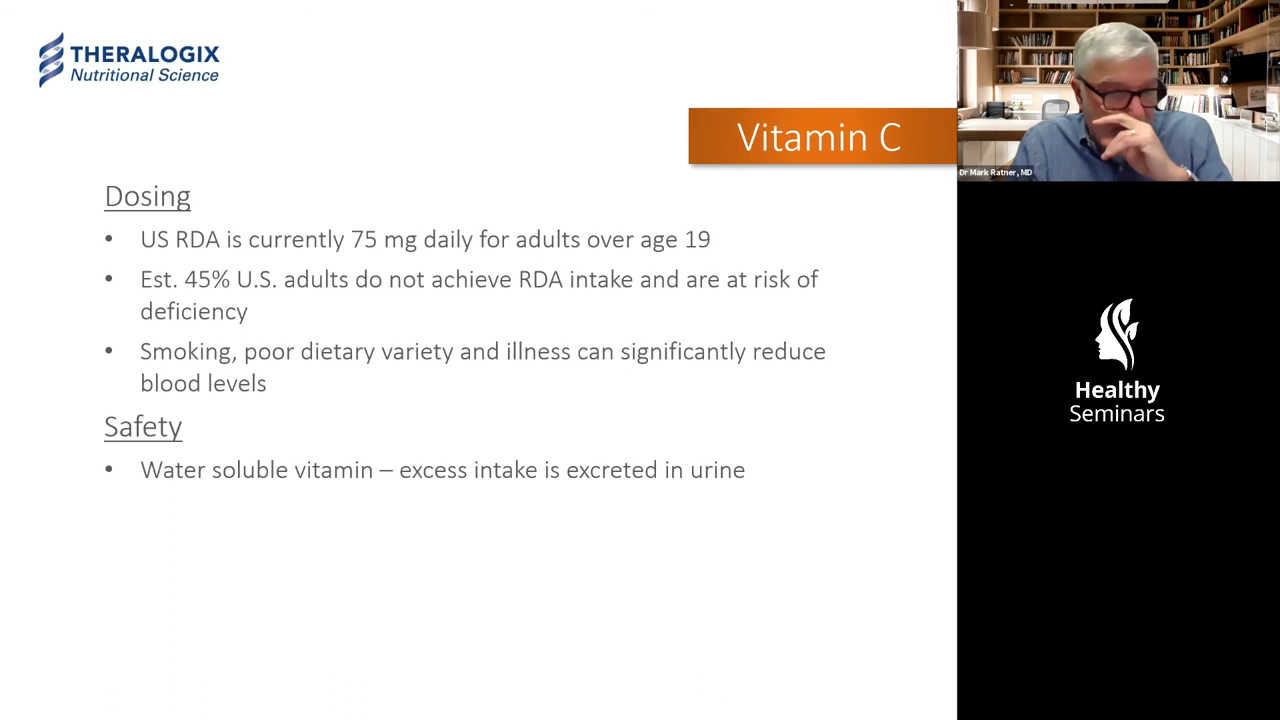 THERALOGIX
Nutritional Science
Vitamin C
Dr Mark Ratner, MD
Dosing
• US RDA is currently 75 mg daily for adults over age 19
• Est. 45% U.S. adults do not achieve RDA intake and are at risk of
deficiency
• Smoking, poor dietary variety and illness can significantly reduce
blood levels
Safety
• Water soluble vitamin – excess intake is excreted in urine
Healthy
Seminars